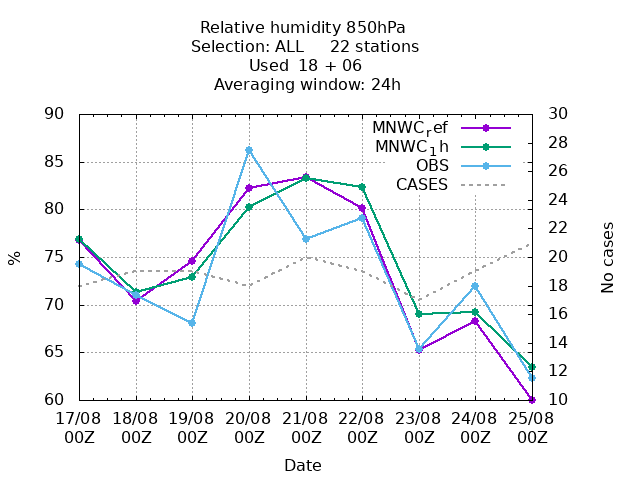 Relative humidity 850hPa
Selection: ALL     22 stations
Used  18 + 06
Averaging window: 24h
90
85
80
75
70
65
60
%
30
28
26
24
22
20
18
16
14
12
10
No cases
MNWCref
MNWC1h
OBS
CASES
17/08 18/08 19/08 20/08 21/08 22/08 23/08 24/08 25/08
00Z 00Z 00Z 00Z 00Z 00Z 00Z 00Z 00Z
Date